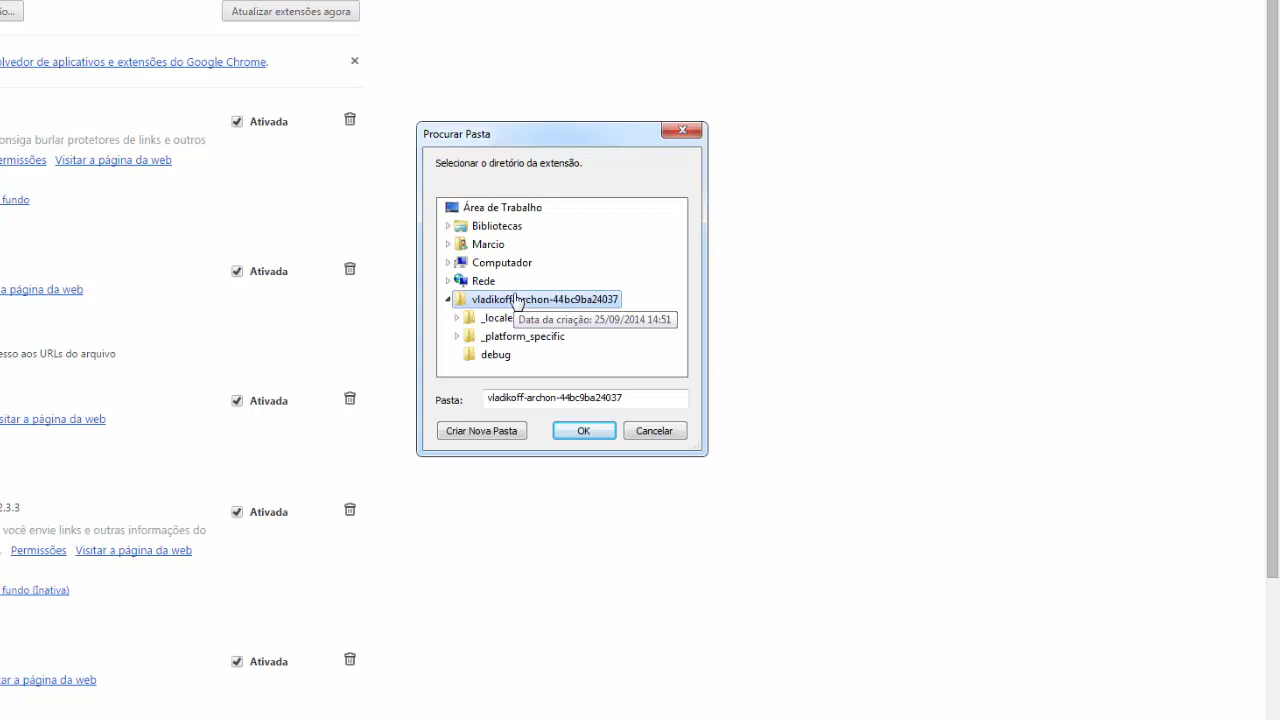 Atualizar extensões agora
olvedor de aplicativos e extensões do Google Chrome.
Ativada
onsiga burlar protetores de links e outros
ermissões Visitar a página da web
fundo
Ativada
a página da web
esso aos URLs do arquivo
Ativada
sitar a página da web
2.3.3
Ativada
você envie links e outras informações do
Permissões Visitar a página da web
fundo (Inativa)
Ativada
tar a página da web
Procurar Pasta
Selecionar o diretório da extensão.
Área de Trabalho
Bibliotecas
Marcio
Computador
Rede
vladikoff-archon-44bc9ba24037
_locale
Data da criação: 25/09/2014 14:51
_platform_specific
debug
Pasta: vladikoff-archon-44bc9ba24037
Criar Nova Pasta OK Cancelar